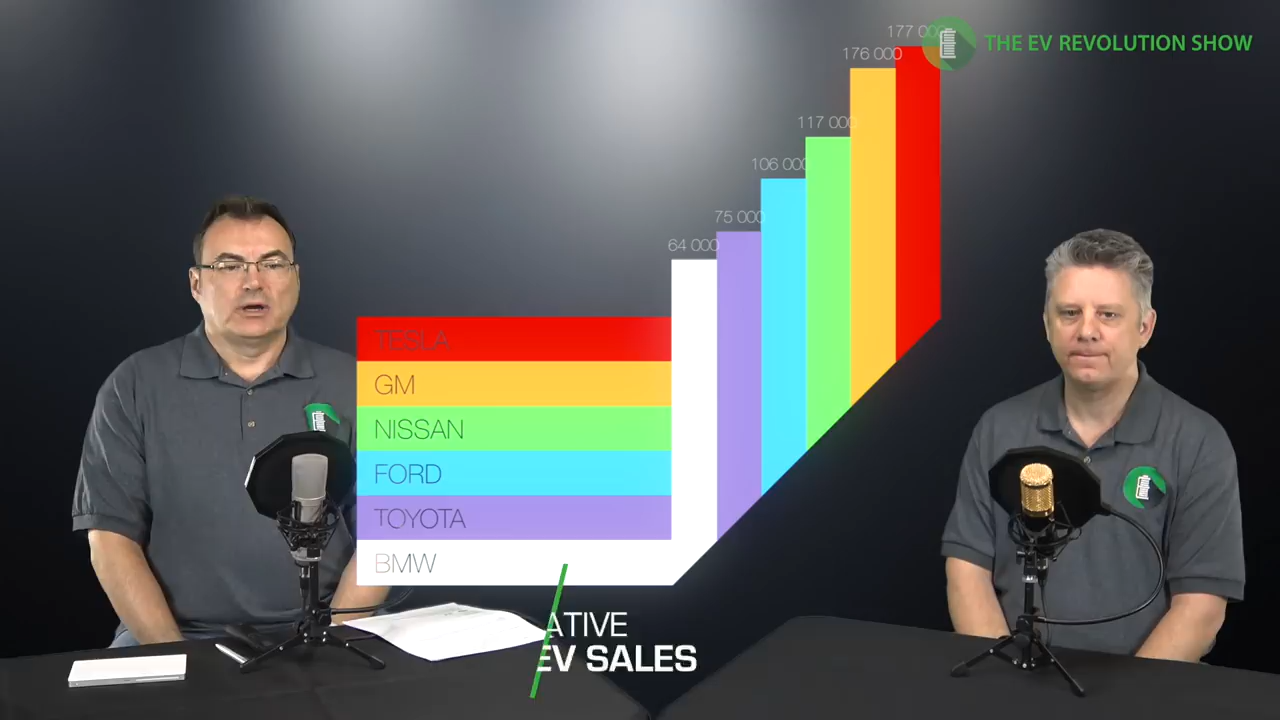 177 000
THE EV REVOLUTION SHOW
176 000
117 000
106 000
75 000
64 000
TESLA
GM
NISSAN
FORD
TOYOTA
BMW
ATIVE
EV SALES